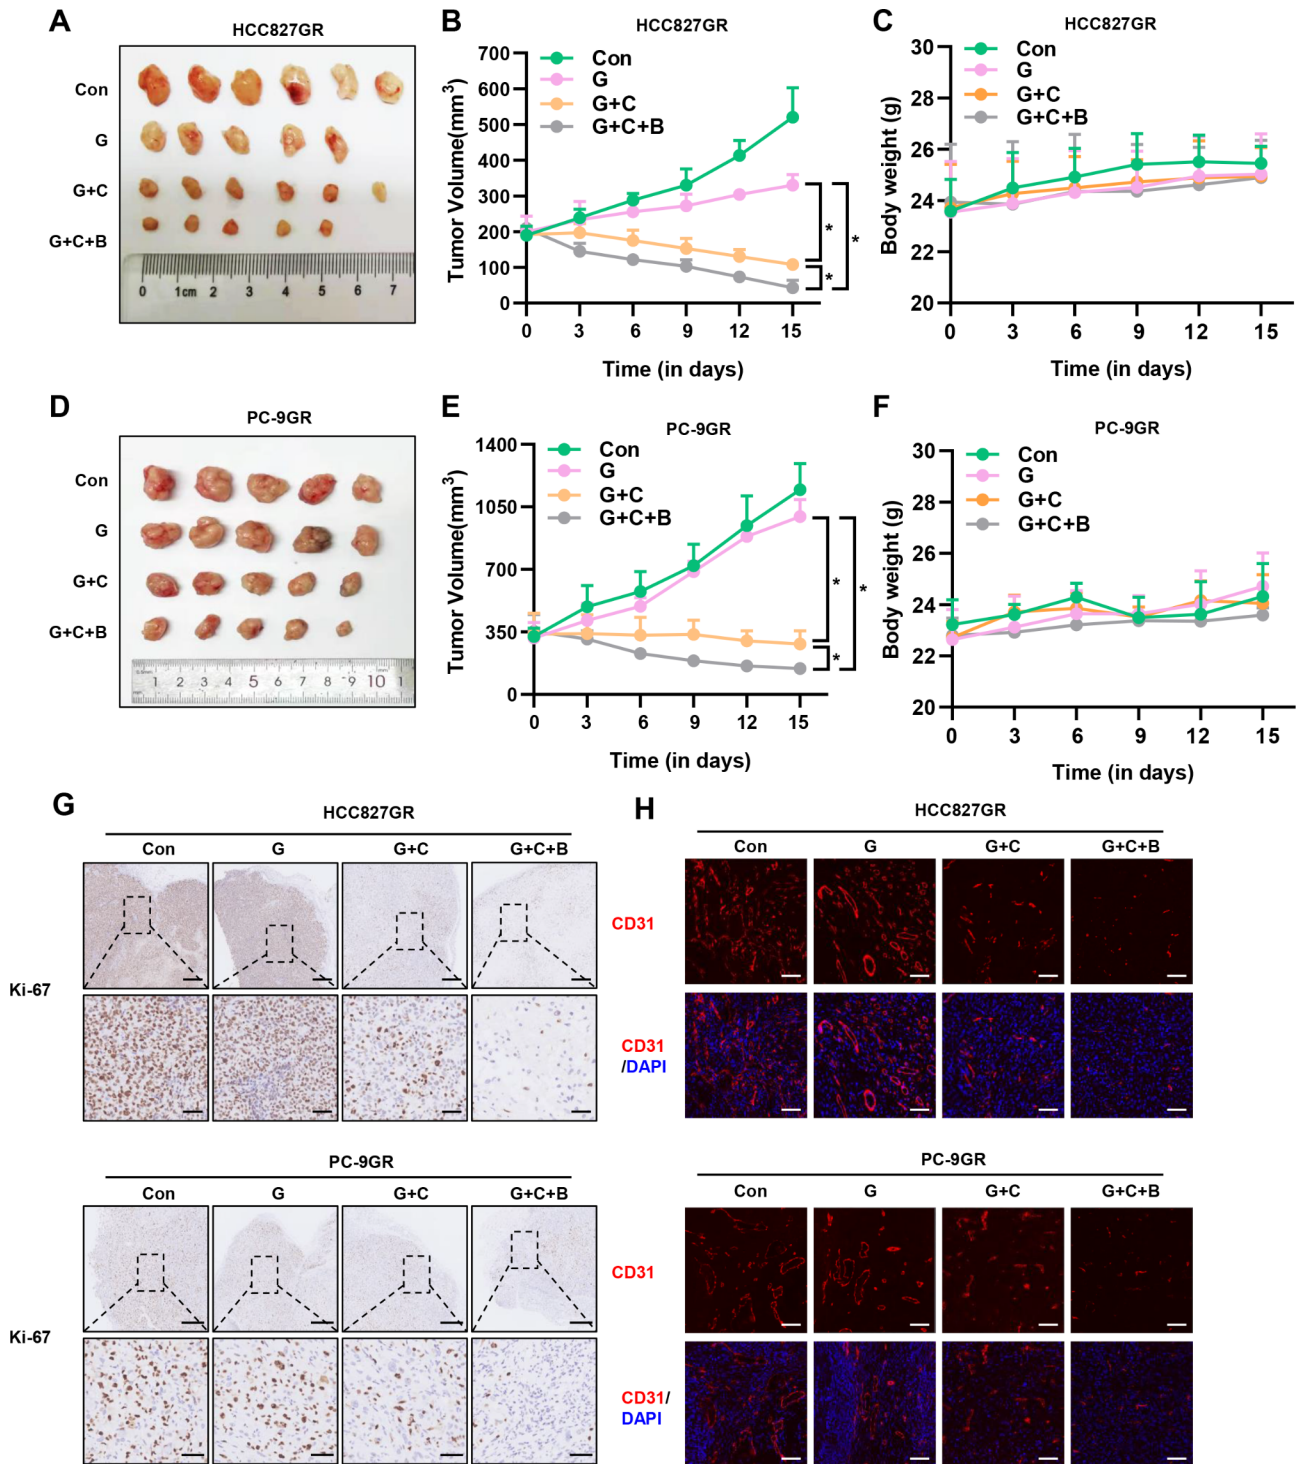 A
HCC827GR
Con
G
G+C
G+C+B
0 1cm 2 3 4 5 6 7
B
HCC827GR
Con
G
G+C
G+C+B
Tumor Volume(mm3)
700
600
500
400
300
200
100
0
0 3 6 9 12 15
Time (in days)
*
*
*
C
HCC827GR
Con
G
G+C
G+C+B
Body weight (g)
30
28
26
24
22
20
0 3 6 9 12 15
Time (in days)
D
PC-9GR
Con
G
G+C
G+C+B
1 2 3 4 5 6 7 8 9 10 1
E
PC-9GR
Con
G
G+C
G+C+B
Tumor Volume(mm3)
1400
1050
700
350
0
0 3 6 9 12 15
Time (in days)
*
*
*
F
PC-9GR
Con
G
G+C
G+C+B
Body weight (g)
30
28
26
24
22
20
0 3 6 9 12 15
Time (in days)
G
HCC827GR
Con G G+C G+C+B
Ki-67
PC-9GR
Con G G+C G+C+B
Ki-67
H
HCC827GR
Con G G+C G+C+B
CD31
CD31
/DAPI
PC-9GR
Con G G+C G+C+B
CD31
CD31/
DAPI